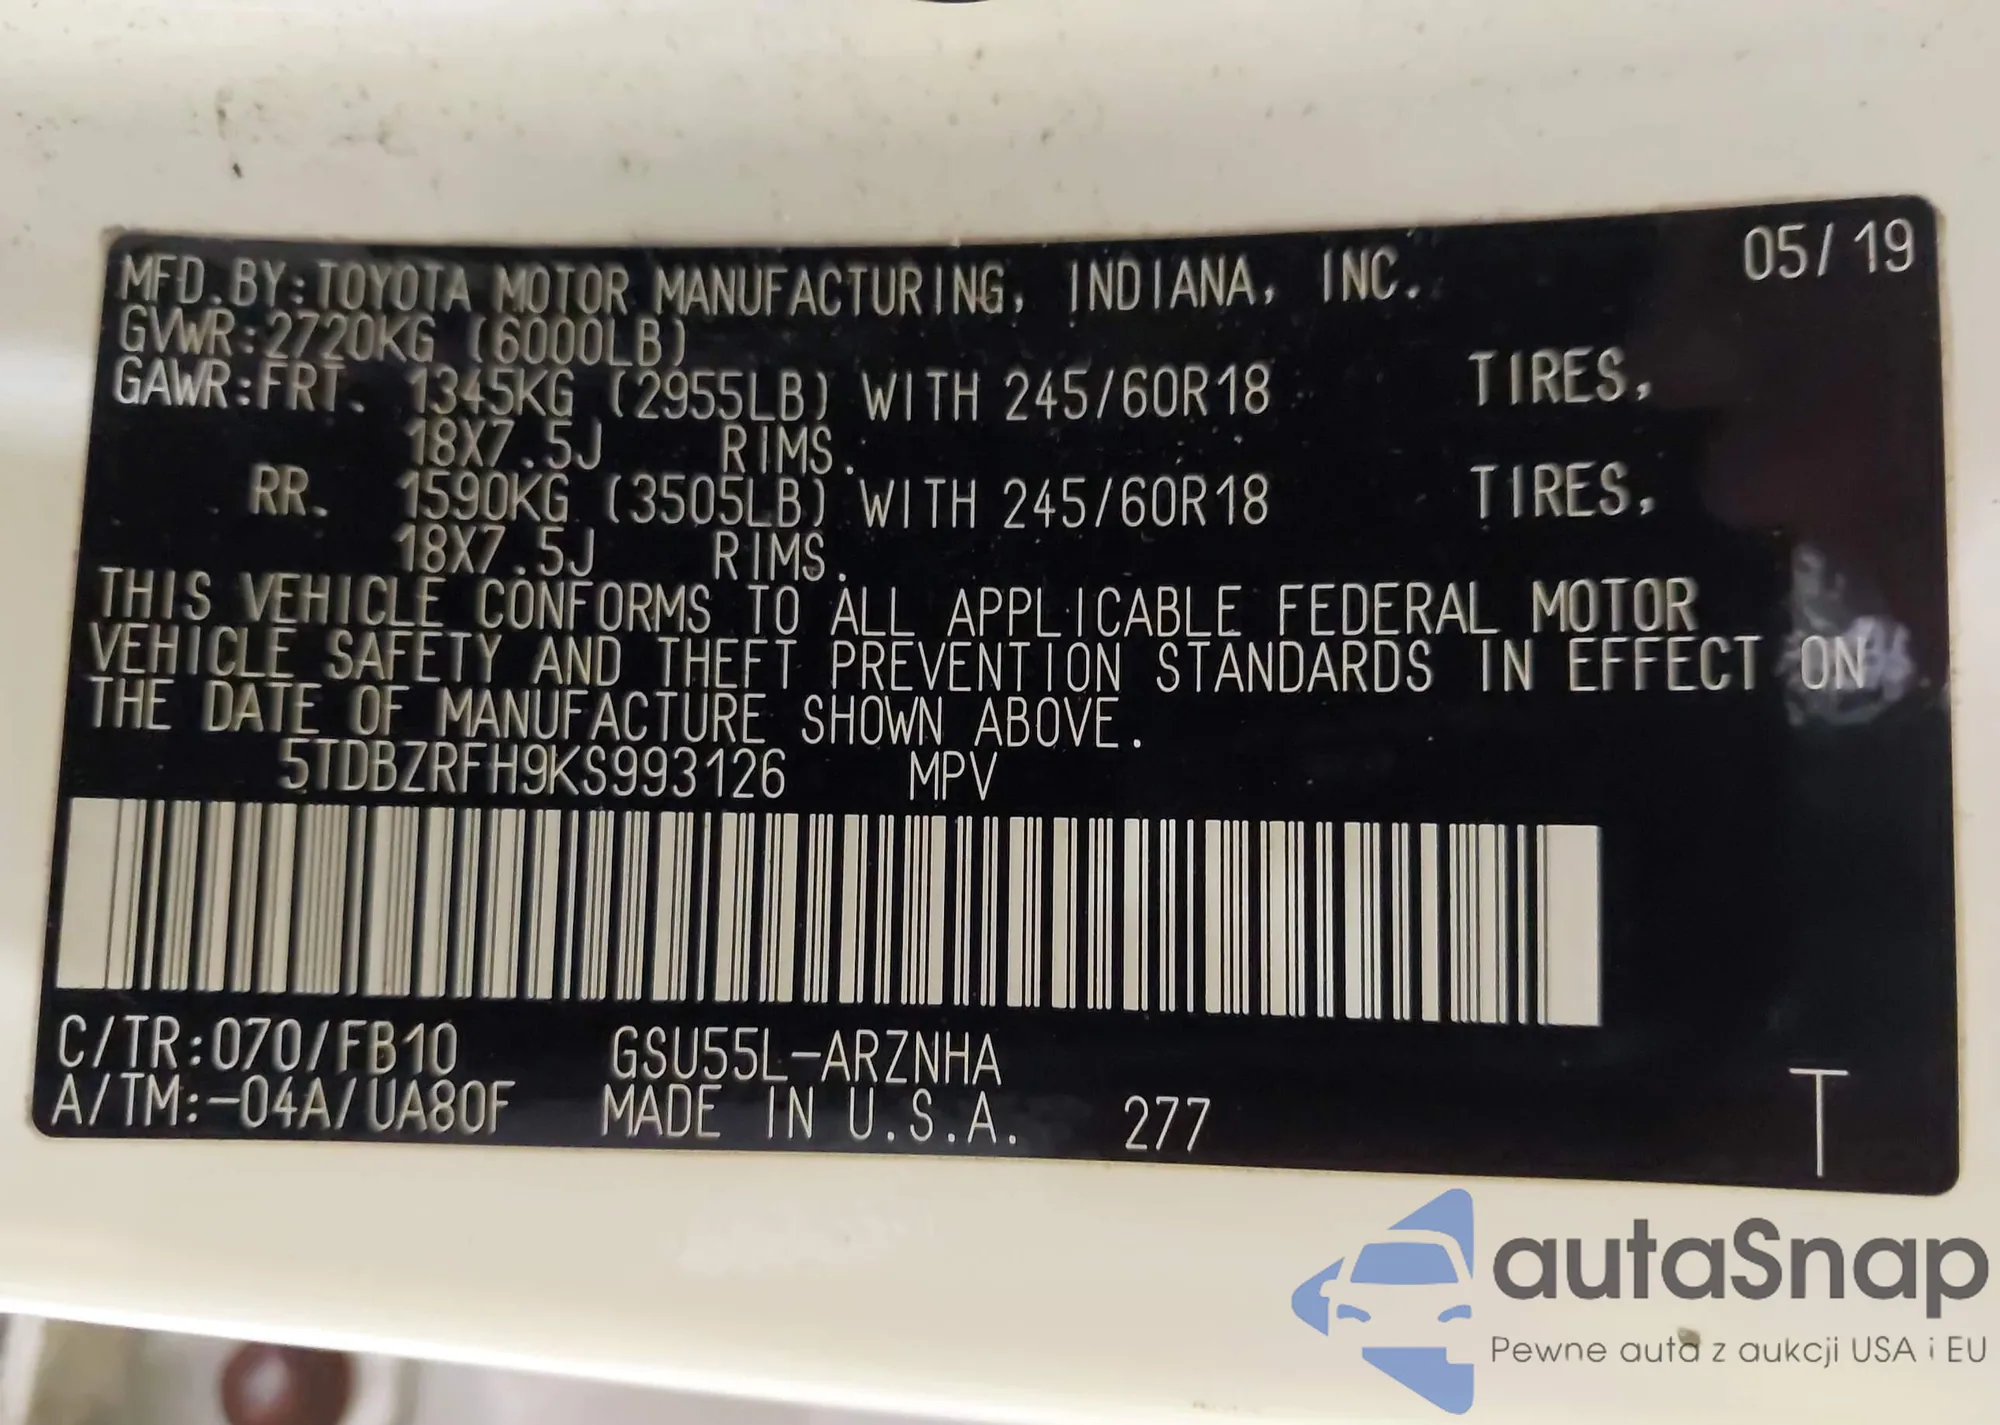 05/19
MFD.BY:TOYOTA MOTOR MANUFACTURING, INDIANA, INC.
GVWR:2720KG (6000LB)
GAWR:FRT. 1345KG (2955LB) WITH 245/60R18 TIRES,
18X7.5J RIMS.
RR. 1590KG (3505LB) WITH 245/60R18 TIRES,
18X7.5J RIMS.
THIS VEHICLE CONFORMS TO ALL APPLICABLE FEDERAL MOTOR
VEHICLE SAFETY AND THEFT PREVENTION STANDARDS IN EFFECT ON
THE DATE OF MANUFACTURE SHOWN ABOVE.
5TDBZRFH9KS993126 MPV
C/TR:070/FB10 GSU55L-ARZNHA
A/TM:-04A/UA80F MADE IN U.S.A. 277 T
autaSnap
Pewne auta z aukcji USA i EU